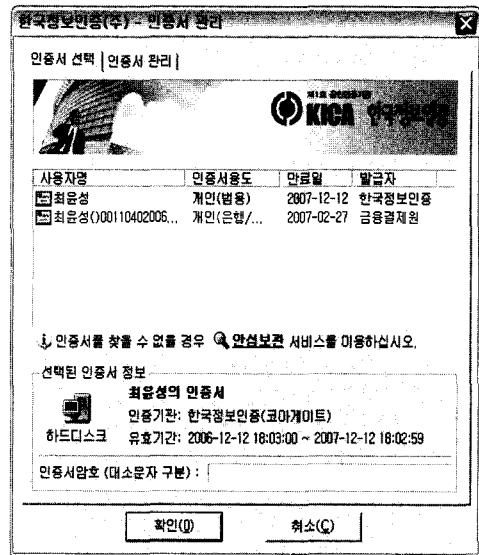 한국정보인증(주) - 인증서 관리
인증서 선택 인증서 관리
KICA 한국정보인증
사용자명 인증서용도 만료일 발급자
최윤성 개인(범용) 2007-12-12 한국정보인증
최윤성()00110402006... 개인(은행/... 2007-02-27 금융결제원
인증서를 찾을 수 없을 경우 안심보관 서비스를 이용하십시오.
선택된 인증서 정보
최윤성의 인증서
인증기관: 한국정보인증(코아게이트)
하드디스크 유효기간: 2006-12-12 18:03:00 ~ 2007-12-12 18:02:59
인증서암호 (대소문자 구분) :
확인(O) 취소(C)